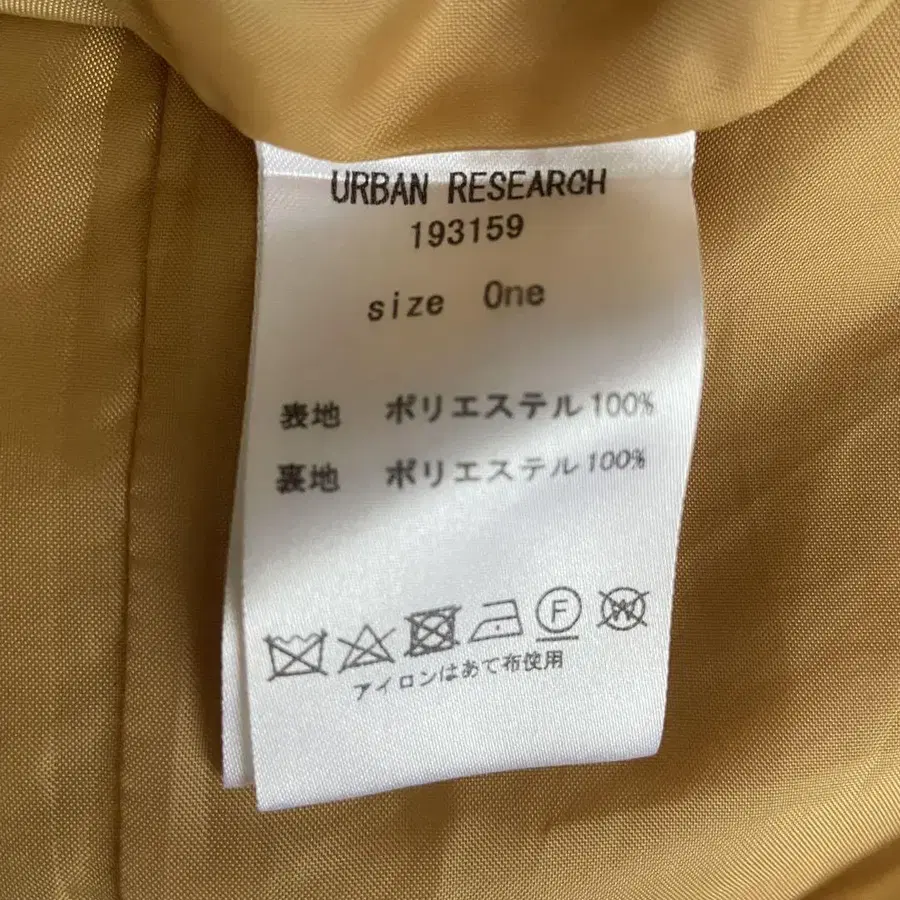 URBAN RESEARCH
193159
size One
表地 ポリエステル100%
裏地 ポリエステル100%
F W
アイロンはあて布使用